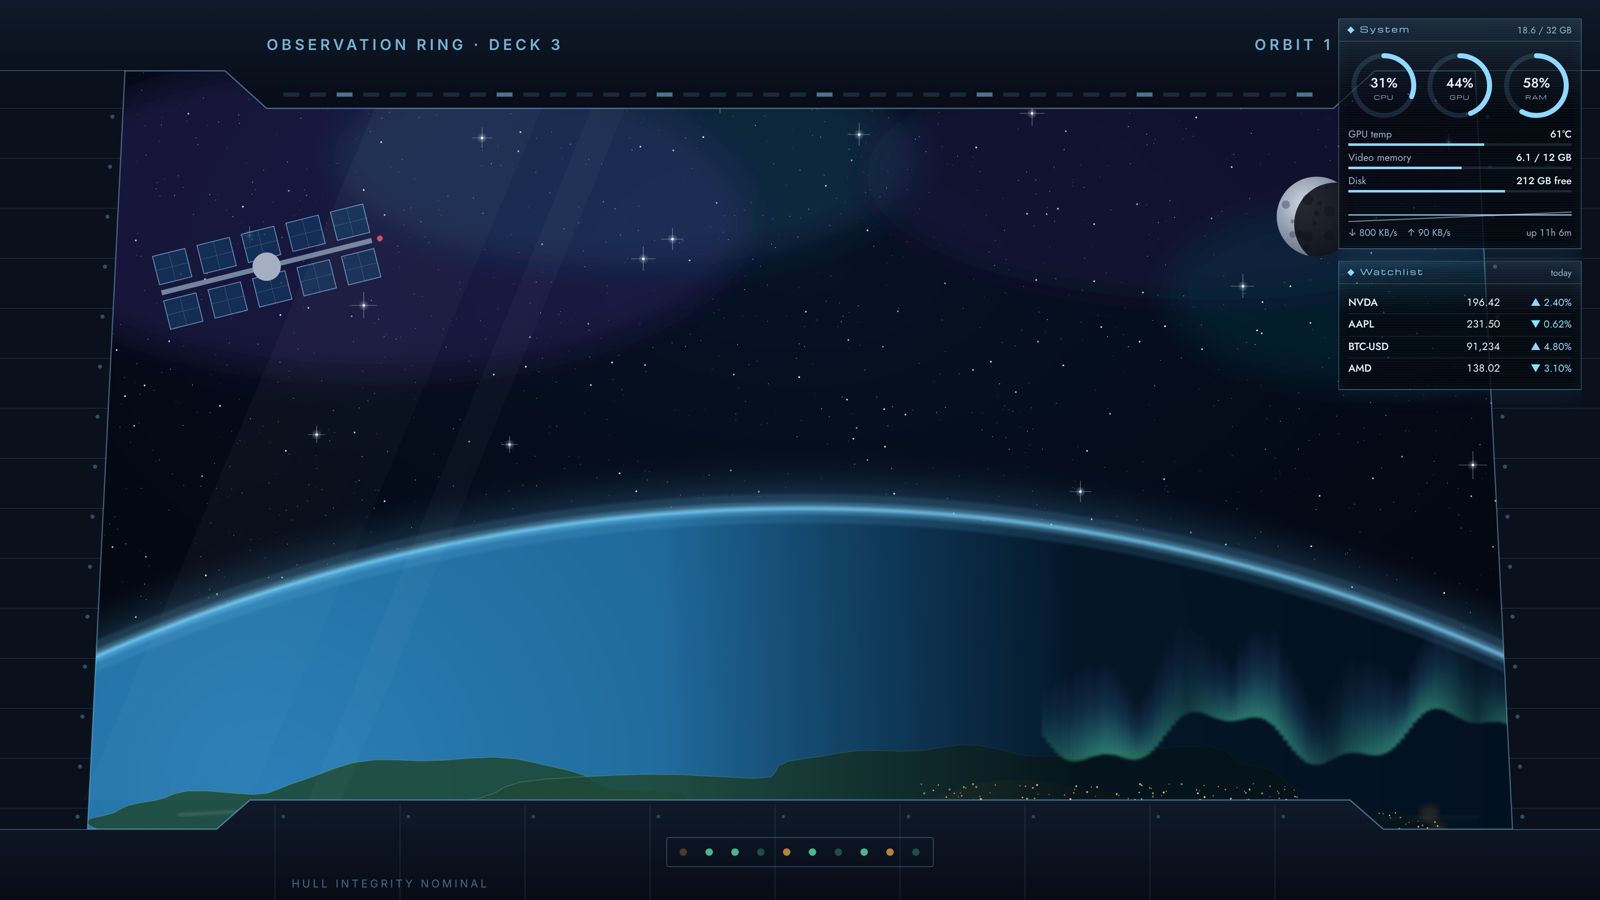 OBSERVATION RING · DECK 3
ORBIT 1
System
18.6 / 32 GB
31%
CPU
44%
GPU
58%
RAM
GPU temp
61°C
Video memory
6.1 / 12 GB
Disk
212 GB free
↓ 800 KB/s
↑ 90 KB/s
up 11h 6m
Watchlist
today
NVDA 196.42 ▲ 2.40%
AAPL 231.50 ▼ 0.62%
BTC-USD 91,234 ▲ 4.80%
AMD 138.02 ▼ 3.10%
HULL INTEGRITY NOMINAL